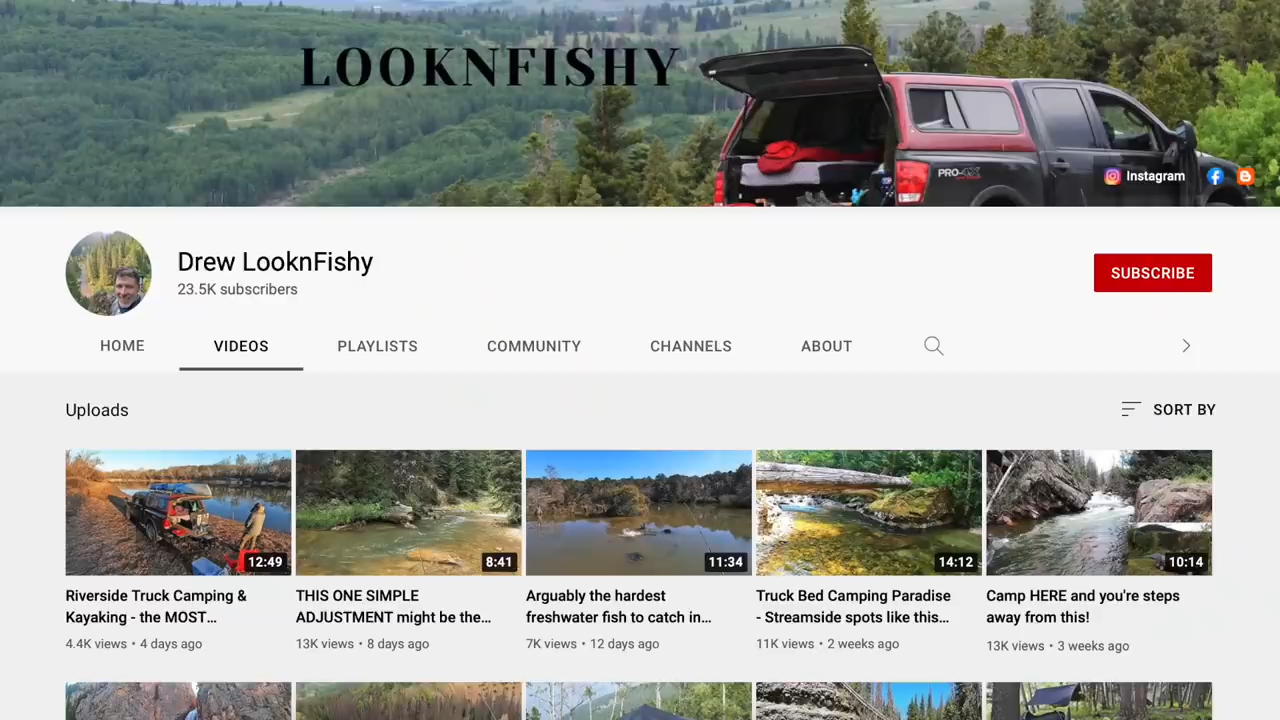 LOOKNFISHY
PRO-4X
Instagram
Drew LooknFishy
23.5K subscribers
SUBSCRIBE
HOME
VIDEOS
PLAYLISTS
COMMUNITY
CHANNELS
ABOUT
Uploads
SORT BY
12:49
8:41
11:34
14:12
10:14
Riverside Truck Camping &
Kayaking - the MOST...
4.4K views • 4 days ago
THIS ONE SIMPLE
ADJUSTMENT might be the...
13K views • 8 days ago
Arguably the hardest
freshwater fish to catch in...
7K views • 12 days ago
Truck Bed Camping Paradise
- Streamside spots like this...
11K views • 2 weeks ago
Camp HERE and you're steps
away from this!
13K views • 3 weeks ago